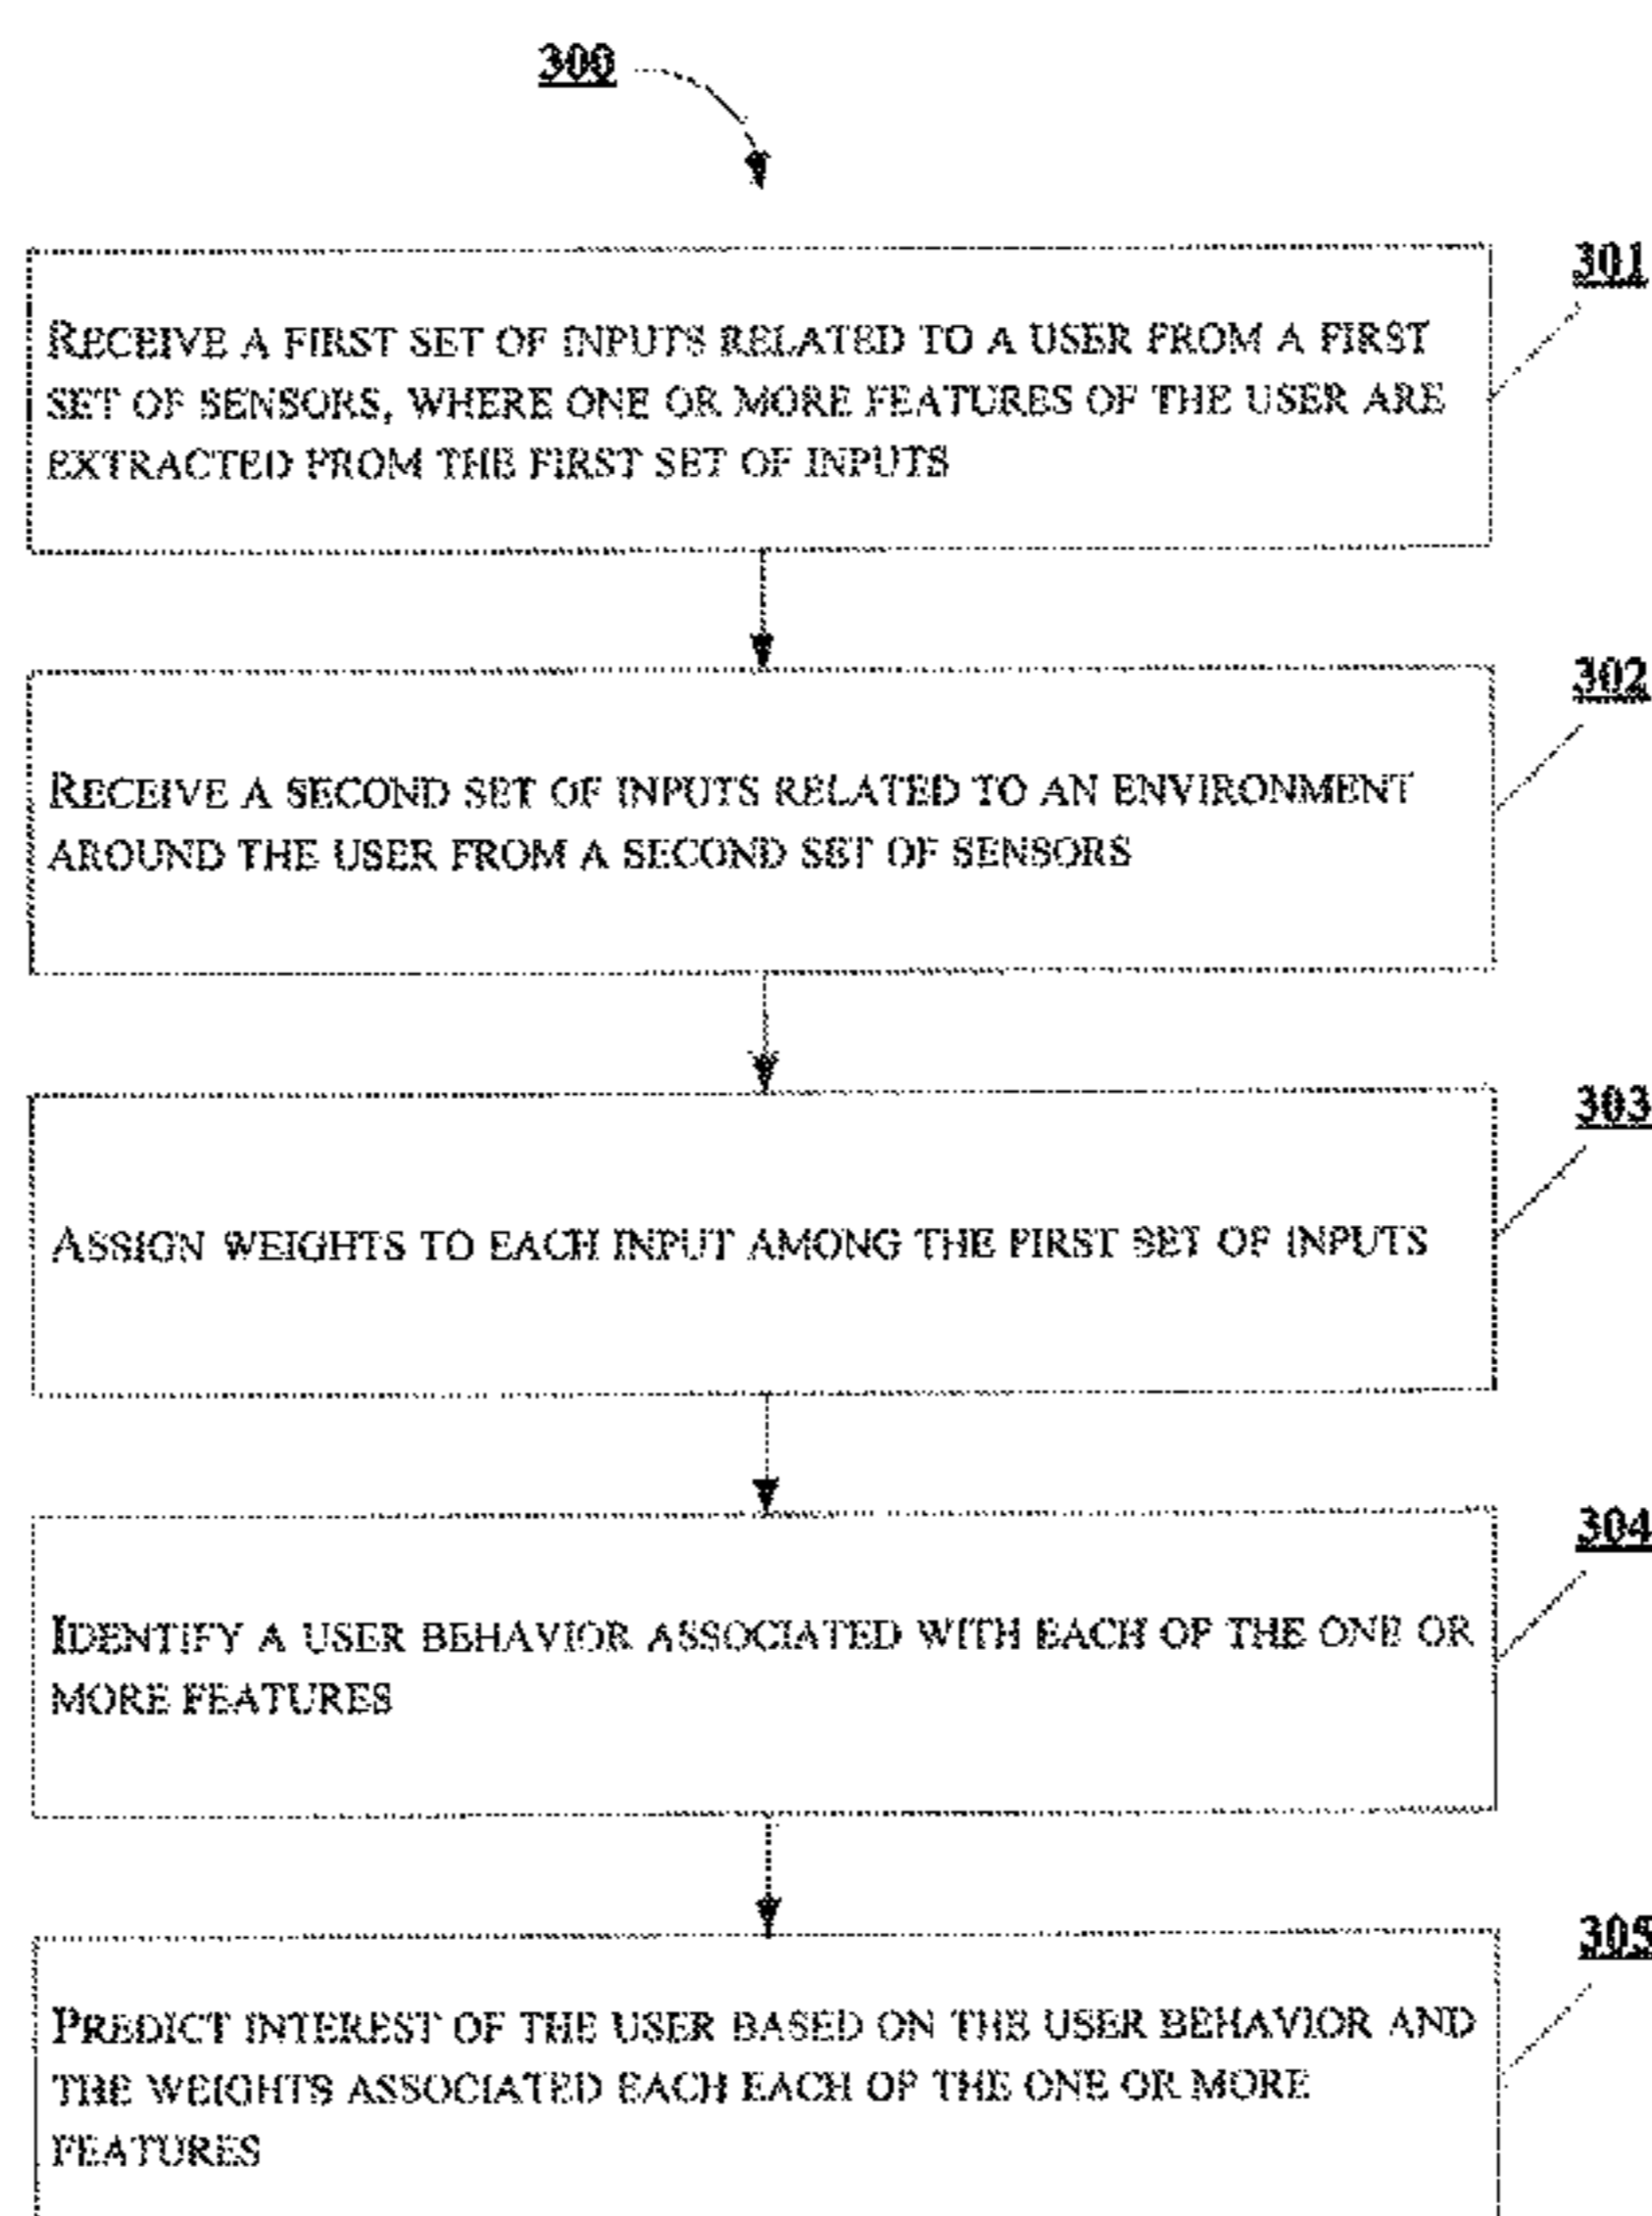 300
301
RECEIVE A FIRST SET OF INPUTS RELATED TO A USER FROM A FIRST
SET OF SENSORS, WHERE ONE OR MORE FEATURES OF THE USER ARE
EXTRACTED FROM THE FIRST SET OF INPUTS
302
RECEIVE A SECOND SET OF INPUTS RELATED TO AN ENVIRONMENT
AROUND THE USER FROM A SECOND SET OF SENSORS
303
ASSIGN WEIGHTS TO EACH INPUT AMONG THE FIRST SET OF INPUTS
304
IDENTIFY A USER BEHAVIOR ASSOCIATED WITH EACH OF THE ONE OR
MORE FEATURES
305
PREDICT INTEREST OF THE USER BASED ON THE USER BEHAVIOR AND
THE WEIGHTS ASSOCIATED EACH EACH OF THE ONE OR MORE
FEATURES